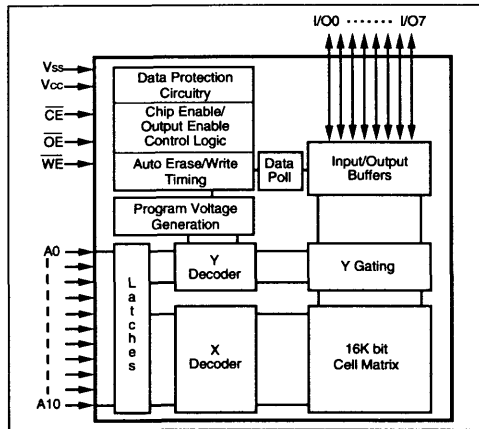 I/O0 ········ I/O7
Vss
Vcc
CE
OE
WE
Data Protection
Circuitry
Chip Enable/
Output Enable
Control Logic
Auto Erase/Write
Timing
Data
Poll
Input/Output
Buffers
Program Voltage
Generation
A0
Latches
Y
Decoder
Y Gating
X
Decoder
16K bit
Cell Matrix
A10